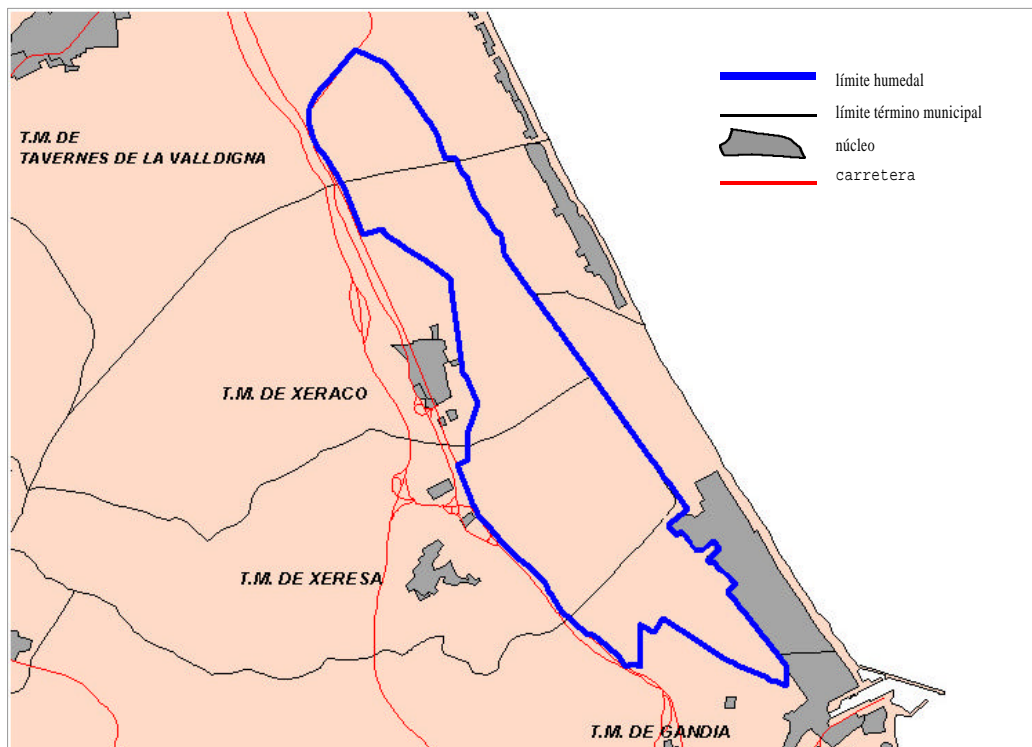 límite humedal
límite término municipal
núcleo
carretera
T.M. DE
TAVERNES DE LA VALLDIGNA
T.M. DE XERACO
T.M. DE XERESA
T.M. DE GANDIA